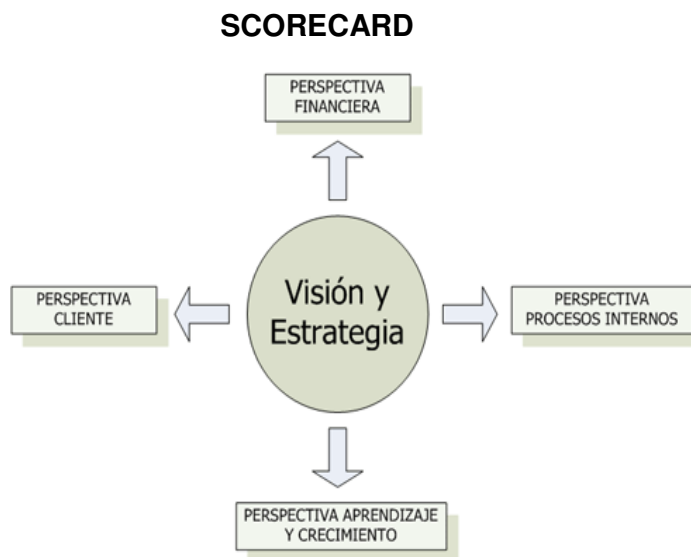 SCORECARD
PERSPECTIVA
FINANCIERA
PERSPECTIVA
CLIENTE
Visión y
Estrategia
PERSPECTIVA
PROCESOS INTERNOS
PERSPECTIVA APRENDIZAJE
Y CRECIMIENTO